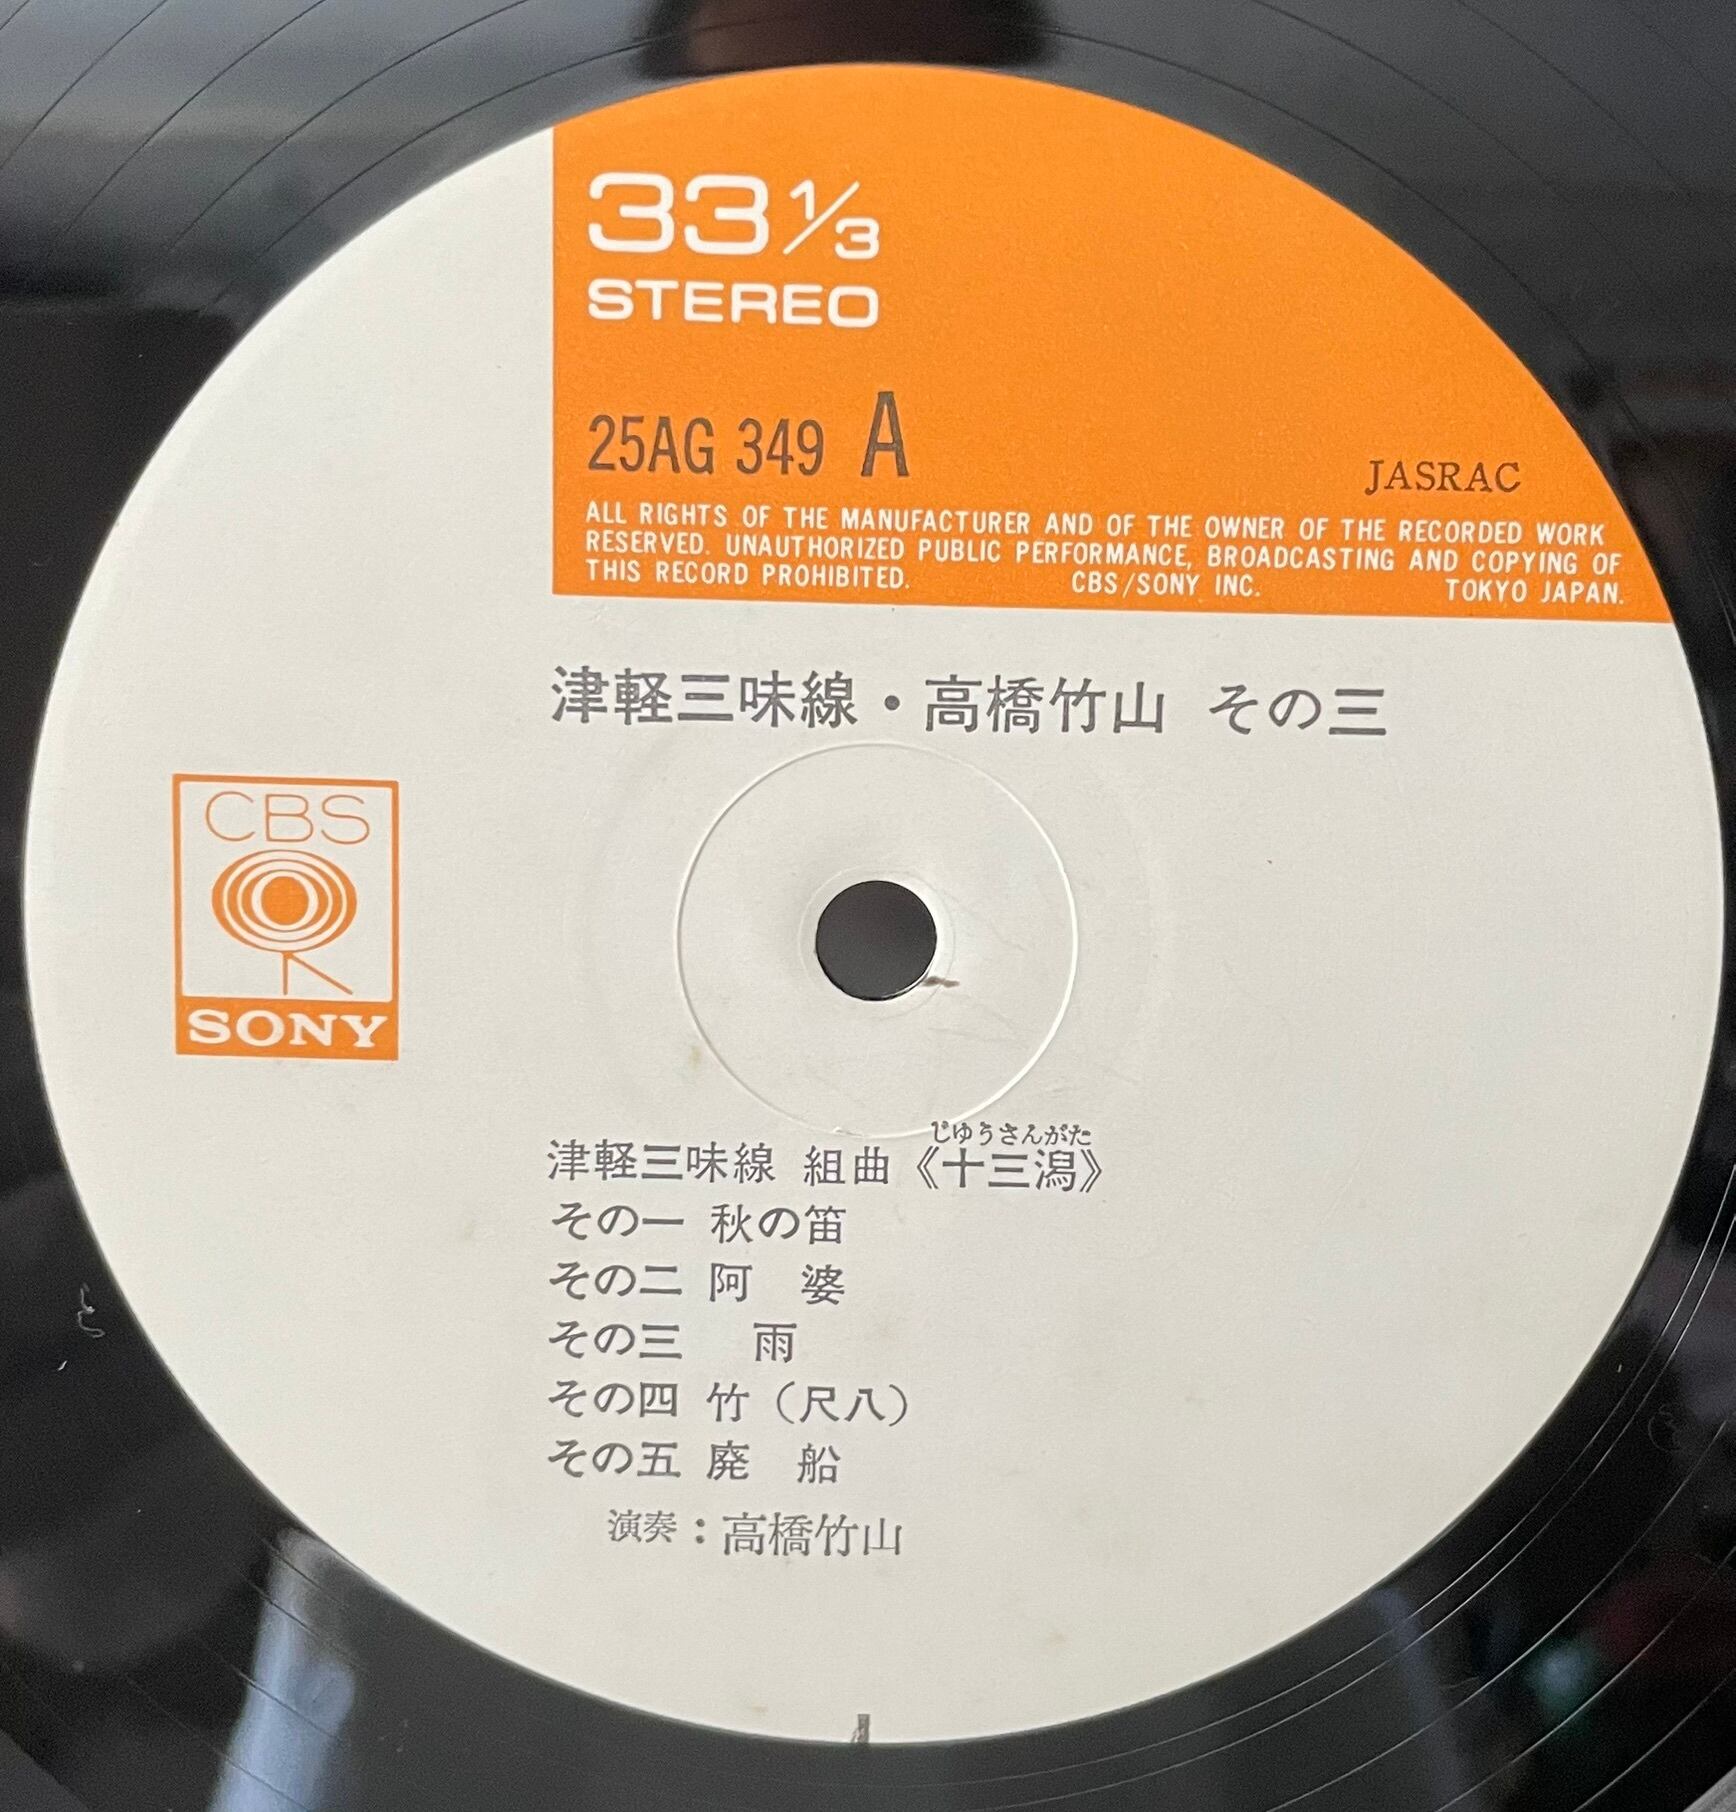 33 1/3
STEREO
25AG 349 A
JASRAC
ALL RIGHTS OF THE MANUFACTURER AND OF THE OWNER OF THE RECORDED WORK
RESERVED. UNAUTHORIZED PUBLIC PERFORMANCE, BROADCASTING AND COPYING OF
THIS RECORD PROHIBITED. CBS/SONY INC. TOKYO JAPAN.
津軽三味線・高橋竹山 その三
CBS
SONY
じゆうさんがた
津軽三味線 組曲《十三潟》
その一 秋の笛
その二 阿 婆
その三 雨
その四 竹（尺八）
その五 廃 船
演奏：高橋竹山